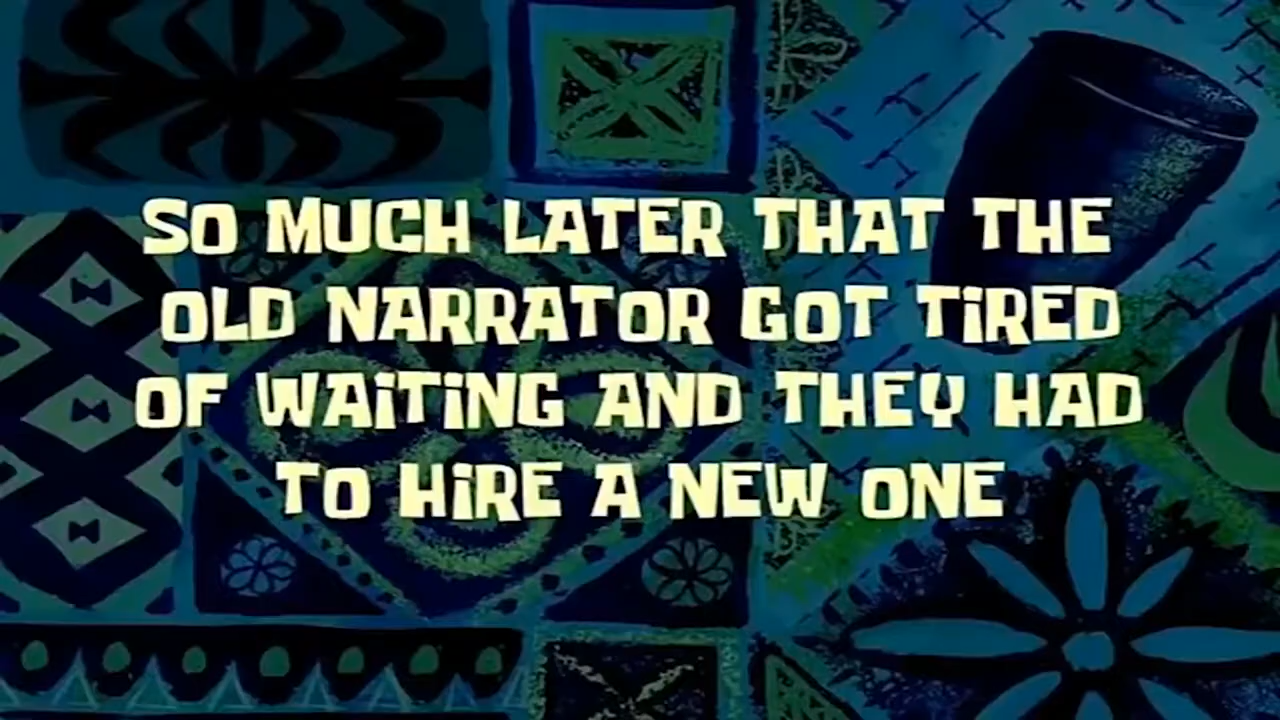 SO MUCH LATER THAT THE
OLD NARRATOR GOT TiRED
OF WAiTiNG AND THEY HAD
TO HiRE A NEW ONE